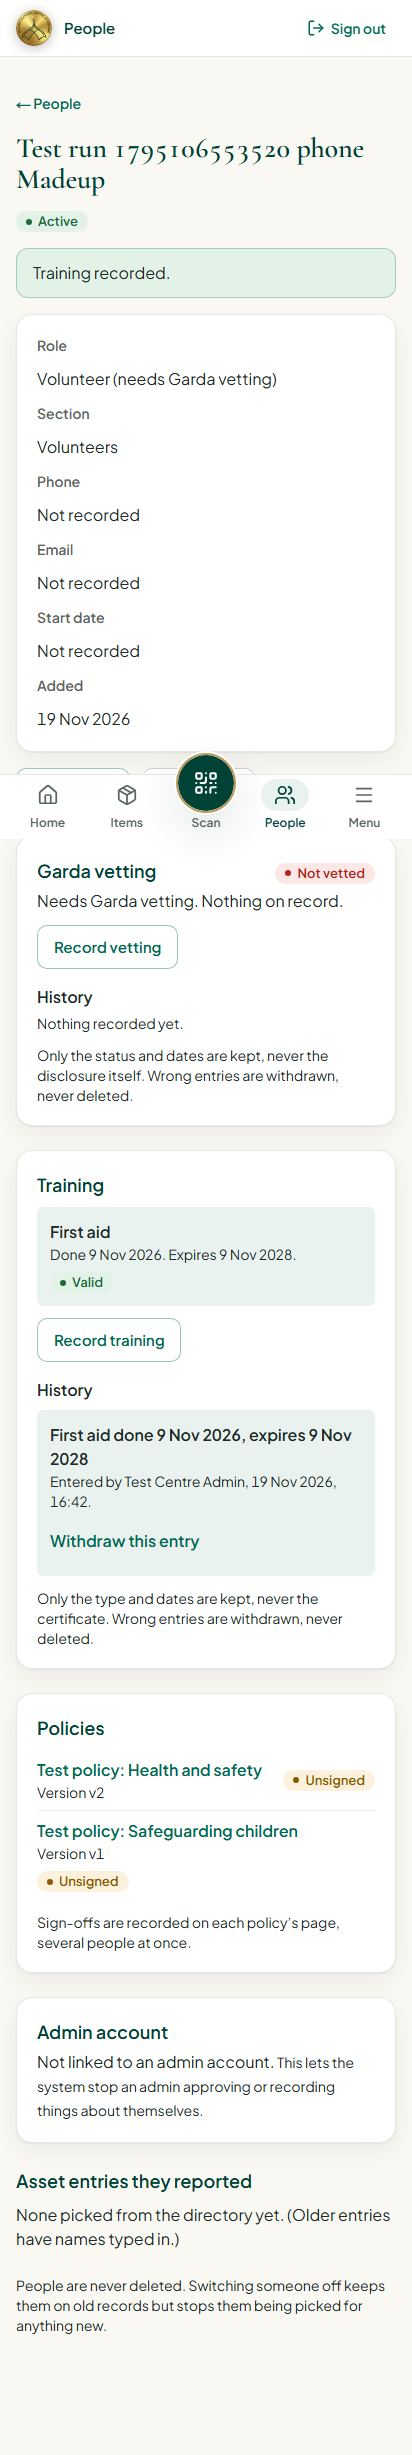 People
Sign out
← People
Test run 1795106553520 phone
Madeup
Active
Training recorded.
Role
Volunteer (needs Garda vetting)
Section
Volunteers
Phone
Not recorded
Email
Not recorded
Start date
Not recorded
Added
19 Nov 2026
Home
Items
Scan
People
Menu
Garda vetting
Not vetted
Needs Garda vetting. Nothing on record.
Record vetting
History
Nothing recorded yet.
Only the status and dates are kept, never the
disclosure itself. Wrong entries are withdrawn,
never deleted.
Training
First aid
Done 9 Nov 2026. Expires 9 Nov 2028.
Valid
Record training
History
First aid done 9 Nov 2026, expires 9 Nov
2028
Entered by Test Centre Admin, 19 Nov 2026,
16:42.
Withdraw this entry
Only the type and dates are kept, never the
certificate. Wrong entries are withdrawn, never
deleted.
Policies
Test policy: Health and safety
Unsigned
Version v2
Test policy: Safeguarding children
Version v1
Unsigned
Sign-offs are recorded on each policy's page,
several people at once.
Admin account
Not linked to an admin account. This lets the
system stop an admin approving or recording
things about themselves.
Asset entries they reported
None picked from the directory yet. (Older entries
have names typed in.)
People are never deleted. Switching someone off keeps
them on old records but stops them being picked for
anything new.